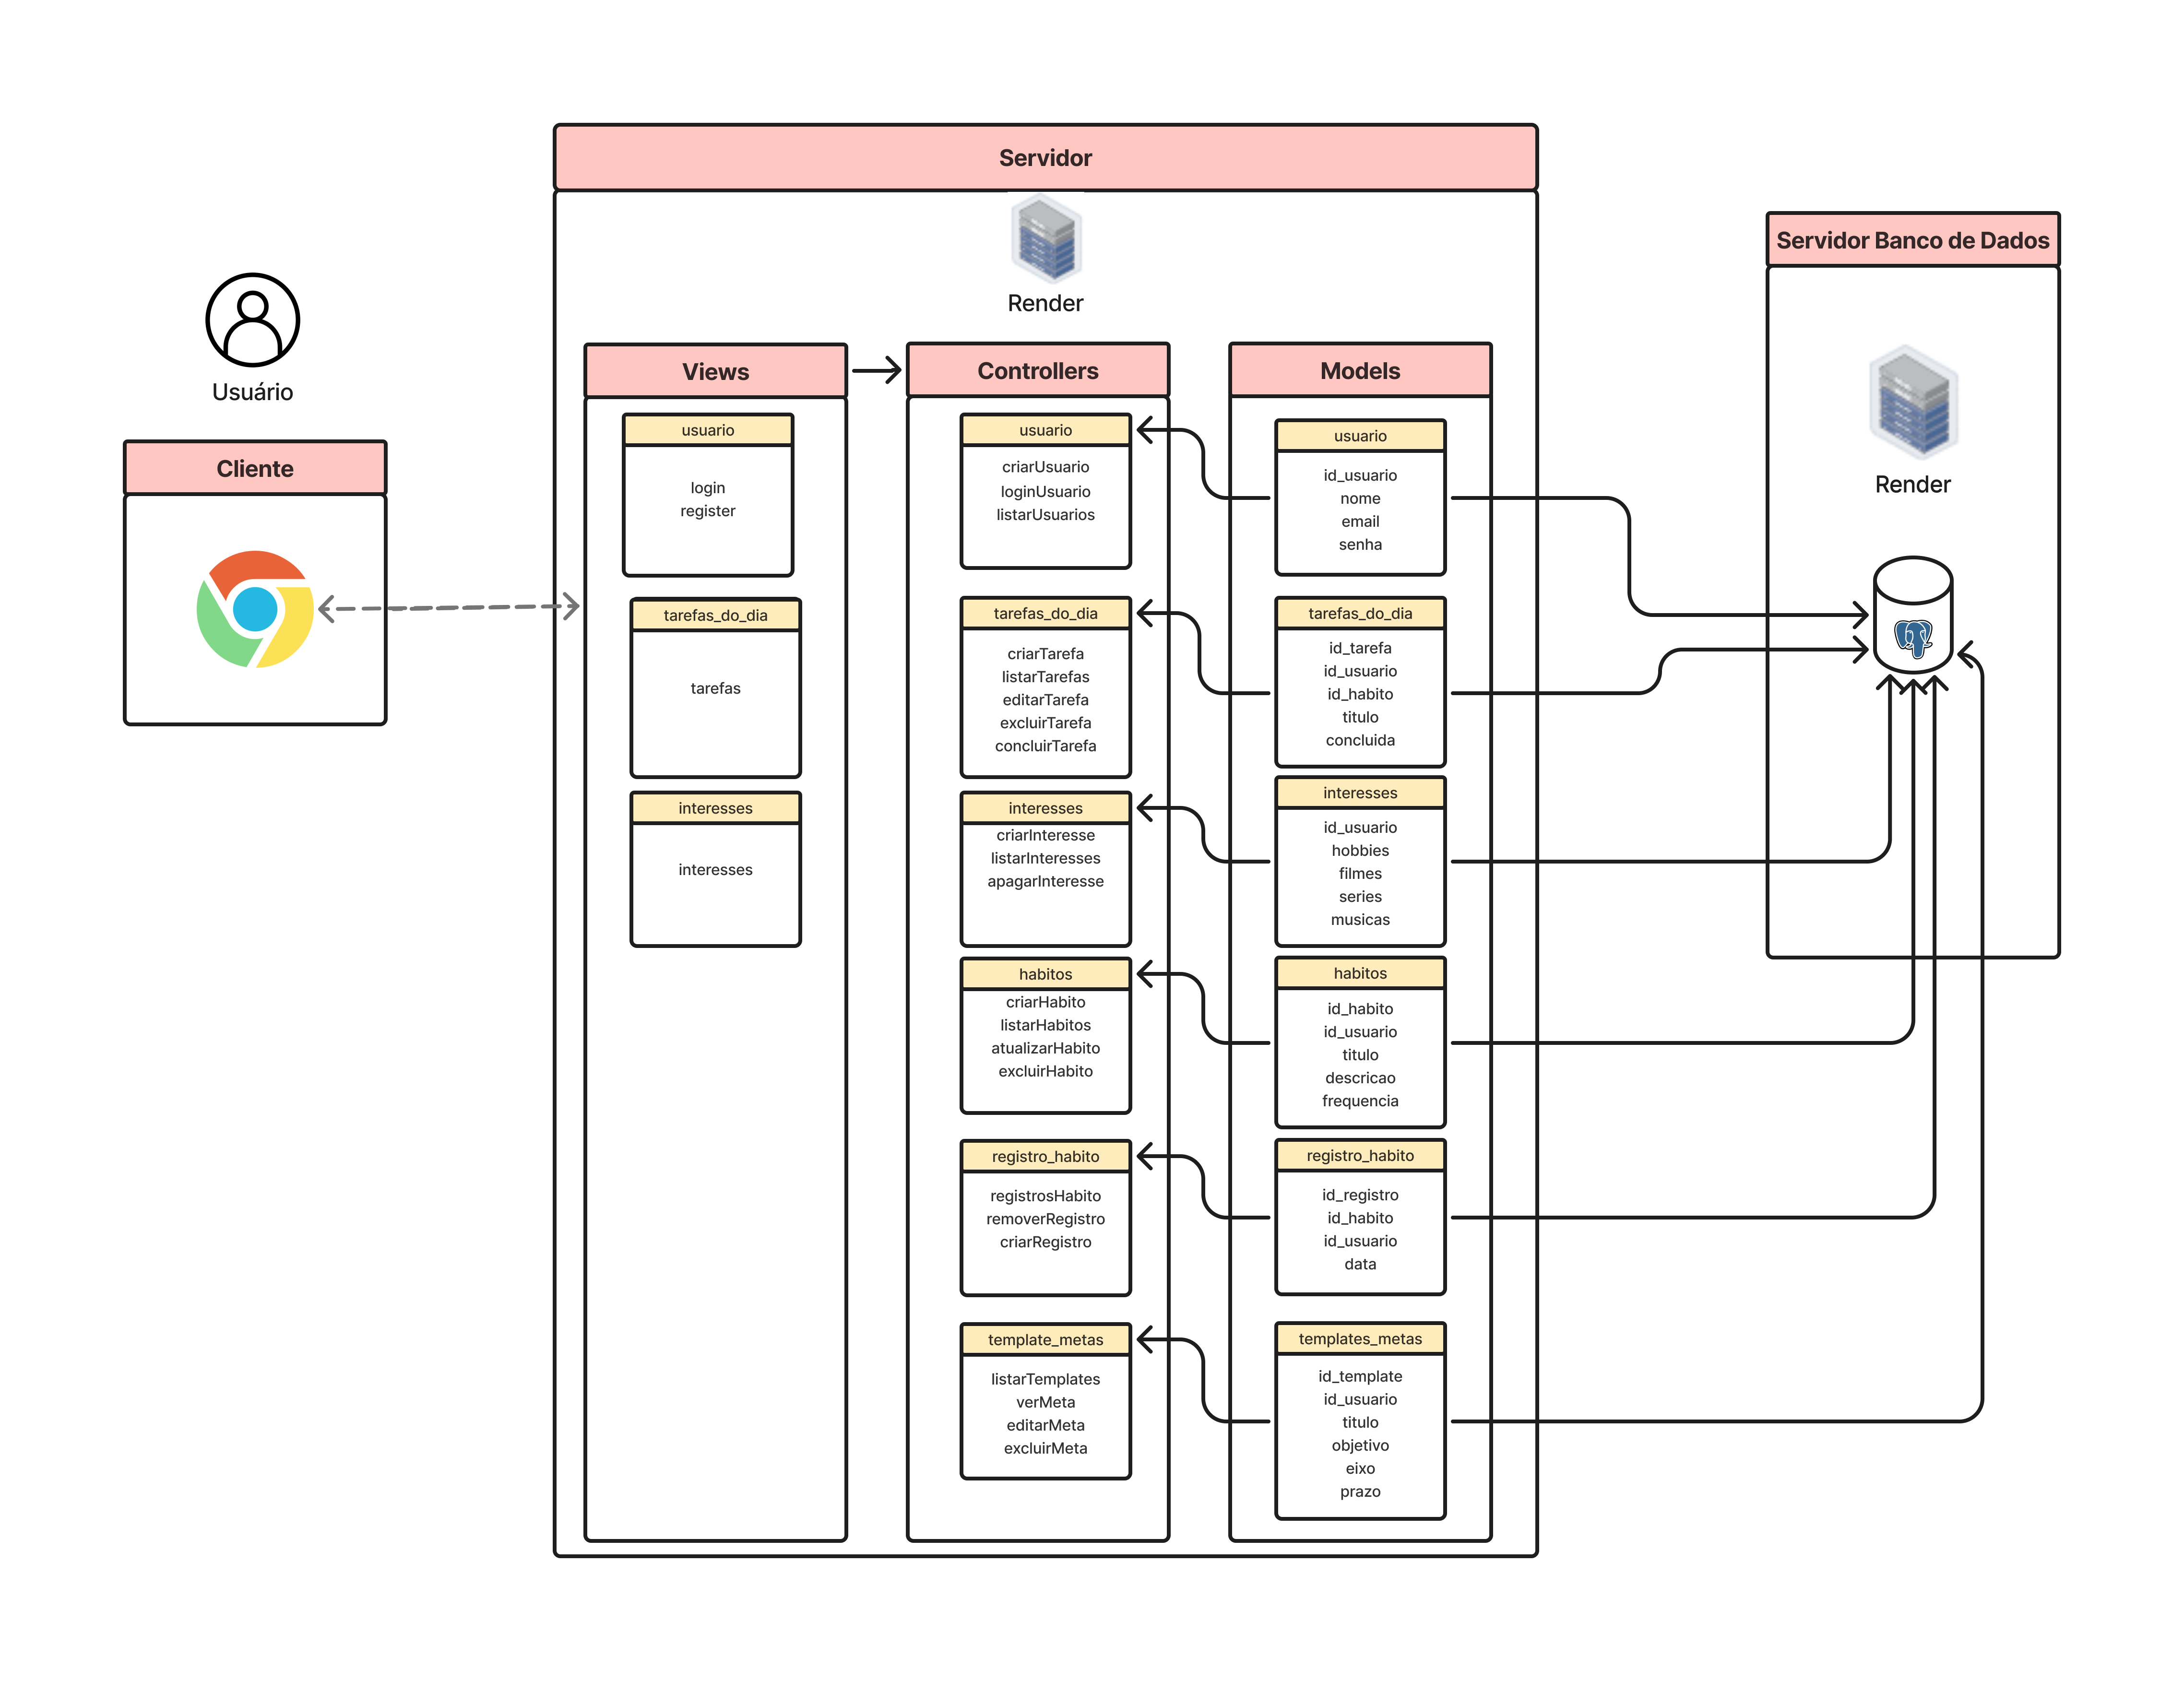 Servidor
Render
Usuário
Cliente
Views
usuario
login
register
tarefas_do_dia
tarefas
interesses
interesses
Controllers
usuario
criarUsuario
loginUsuario
listarUsuarios
tarefas_do_dia
criarTarefa
listarTarefas
editarTarefa
excluirTarefa
concluirTarefa
interesses
criarInteresse
listarInteresses
apagarInteresse
habitos
criarHabito
listarHabitos
atualizarHabito
excluirHabito
registro_habito
registrosHabito
removerRegistro
criarRegistro
template_metas
listarTemplates
verMeta
editarMeta
excluirMeta
Models
usuario
id_usuario
nome
email
senha
tarefas_do_dia
id_tarefa
id_usuario
id_habito
titulo
concluida
interesses
id_usuario
hobbies
filmes
series
musicas
habitos
id_habito
id_usuario
titulo
descricao
frequencia
registro_habito
id_registro
id_habito
id_usuario
data
templates_metas
id_template
id_usuario
titulo
objetivo
eixo
prazo
Servidor Banco de Dados
Render